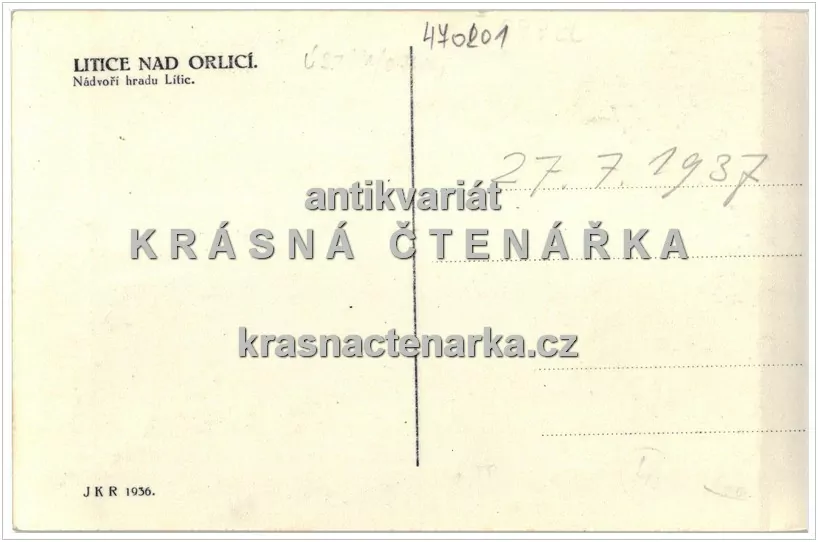 470201
LITICE NAD ORLICÍ.
Nádvoří hradu Litic.
27. 7. 1937
antikvariát
KRÁSNÁ ČTENÁŘKA
krasnactenarka.cz
JKR 1936.